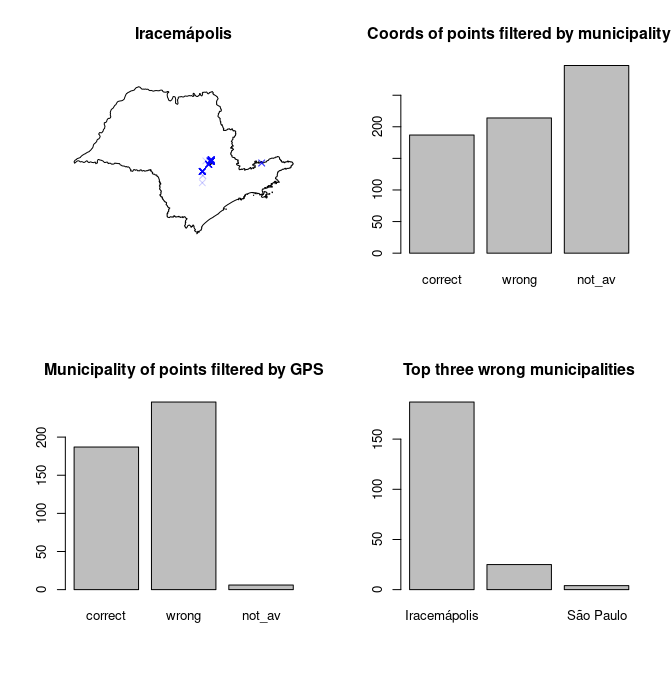 Iracemápolis
Coords of points filtered by municipality
0
50
100
200
correct
wrong
not_av
Municipality of points filtered by GPS
0
50
100
150
200
correct
wrong
not_av
Top three wrong municipalities
0
50
100
150
Iracemápolis
São Paulo